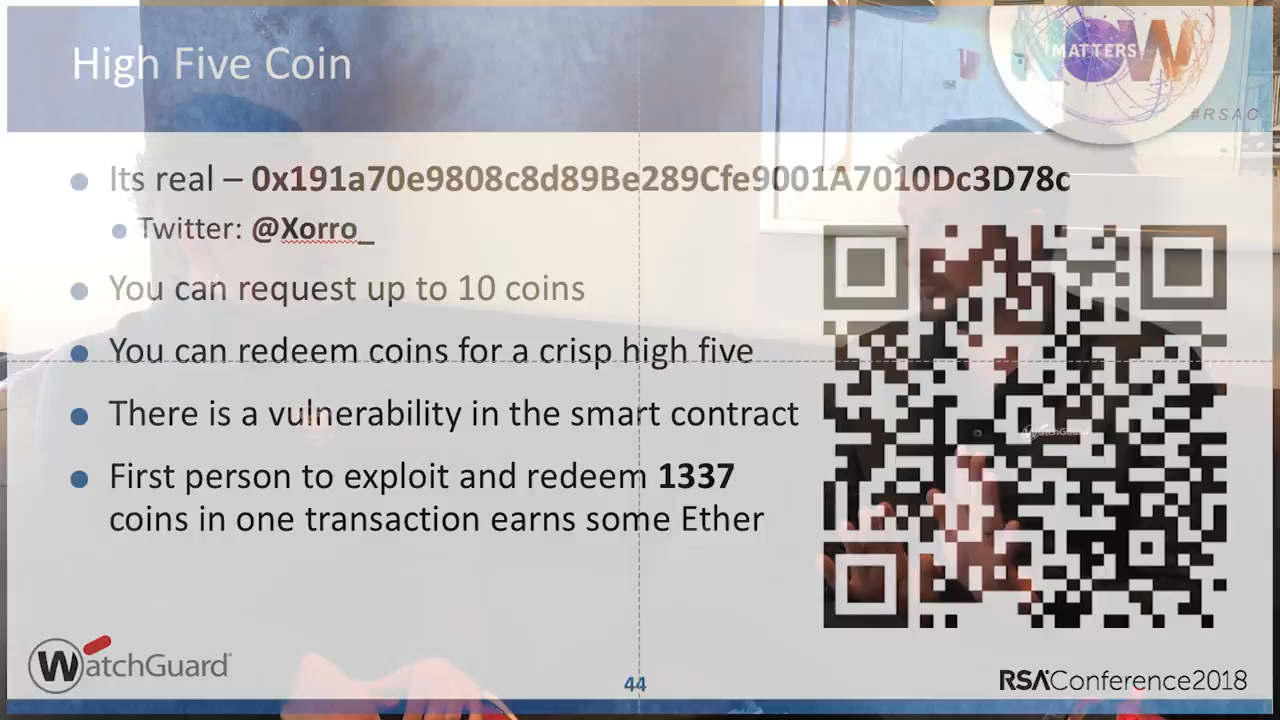 High Five Coin
NOW
MATTERS
#RSAC
Its real – 0x191a70e9808c8d89Be289Cfe9001A7010Dc3D78c
Twitter: @Xorro_
You can request up to 10 coins
You can redeem coins for a crisp high five
There is a vulnerability in the smart contract
WatchGuard
First person to exploit and redeem 1337
coins in one transaction earns some Ether
WatchGuard
44
RSAConference2018